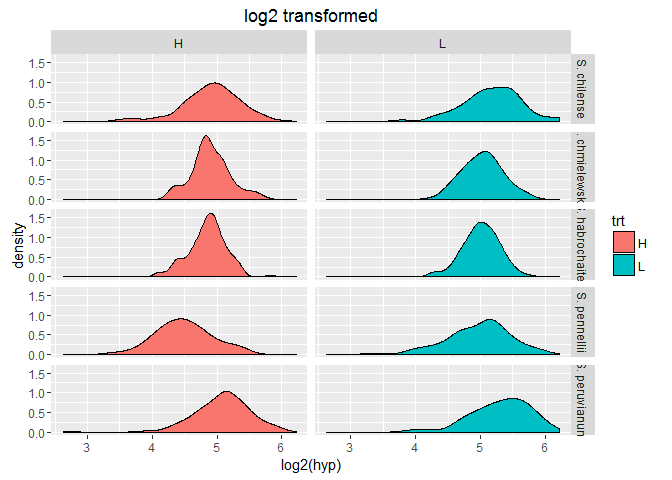 log2 transformed
H
L
1.5
1.0
0.5
0.0
S. chilense
1.5
1.0
0.5
0.0
. chmielewsk
1.5
1.0
0.5
0.0
. habrochaite
1.5
1.0
0.5
0.0
S. pennellii
1.5
1.0
0.5
0.0
S. peruvianum
density
3
4
5
6
3
4
5
6
log2(hyp)
trt
H
L